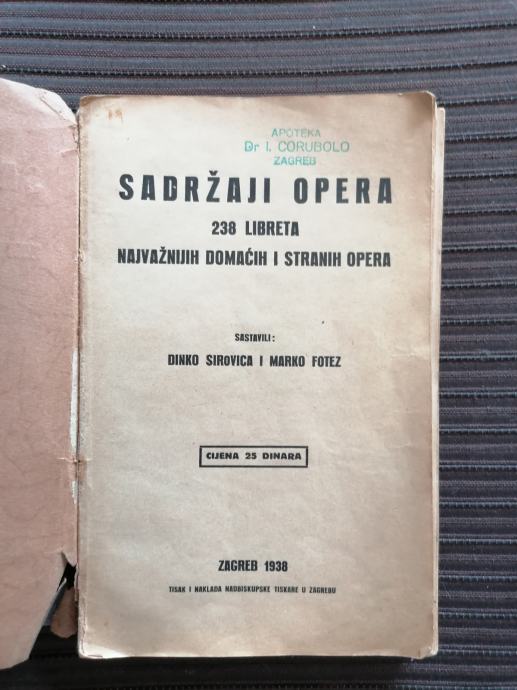 APOTEKA
Dr I. CORUBOLO
ZAGREB
SADRŽAJI OPERA
238 LIBRETA
NAJVAŽNIJIH DOMAĆIH I STRANIH OPERA
SASTAVILI:
DINKO SIROVICA I MARKO FOTEZ
CIJENA 25 DINARA
ZAGREB 1938
TISAK I NAKLADA NADBISKUPSKE TISKARE U ZAGREBU